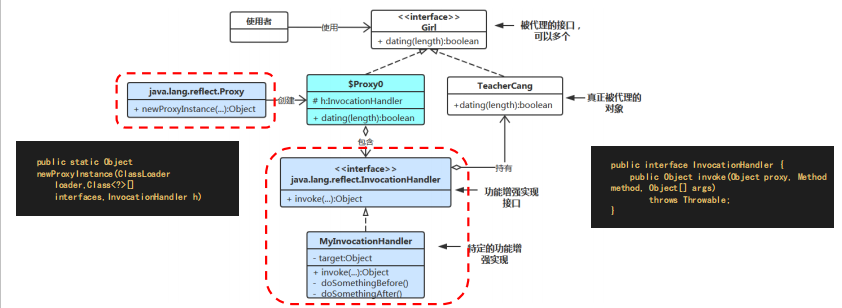 使用者
使用
<<interface>>
Girl
+ dating(length):boolean
被代理的接口，
可以多个
java.lang.reflect.Proxy
+ newProxyInstance(...):Object
创建
$Proxy0
# h:InvocationHandler
+ dating(length):boolean
TeacherCang
+dating(length):boolean
真正被代理的
对象
包含
持有
public static Object
newProxyInstance(ClassLoader
loader,Class<?>[]
interfaces,InvocationHandler h)
<<interface>>
java.lang.reflect.InvocationHandler
+ invoke(...):Object
功能增强实现
接口
public interface InvocationHandler {
public Object invoke(Object proxy, Method
method, Object[] args)
throws Throwable;
}
MyInvocationHandler
- target:Object
+ invoke(...):Object
- doSomethingBefore()
- doSomethingAfter()
特定的功能增
强实现